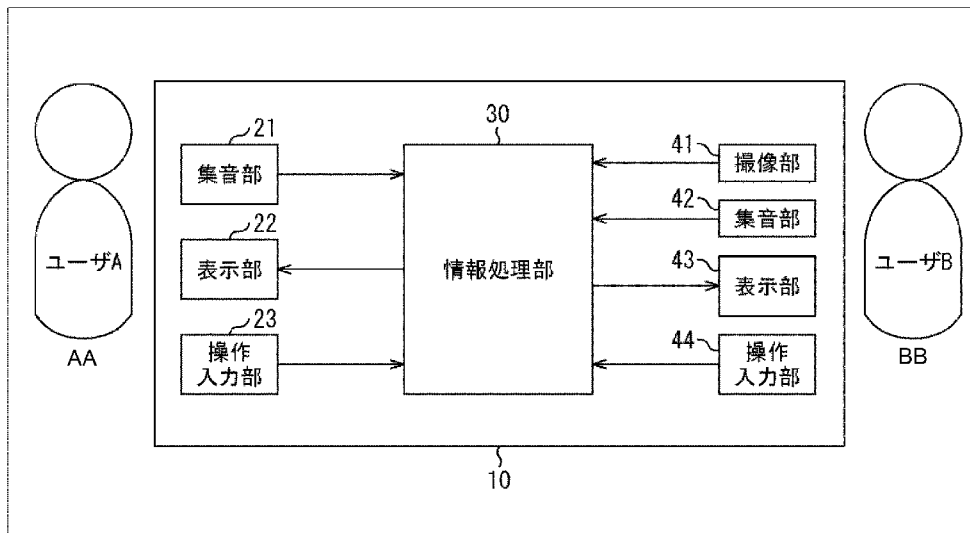 30
21
集音部
22
表示部
23
操作
入力部
情報処理部
41
撮像部
42
集音部
43
表示部
44
操作
入力部
ユーザA
AA
ユーザB
BB
10